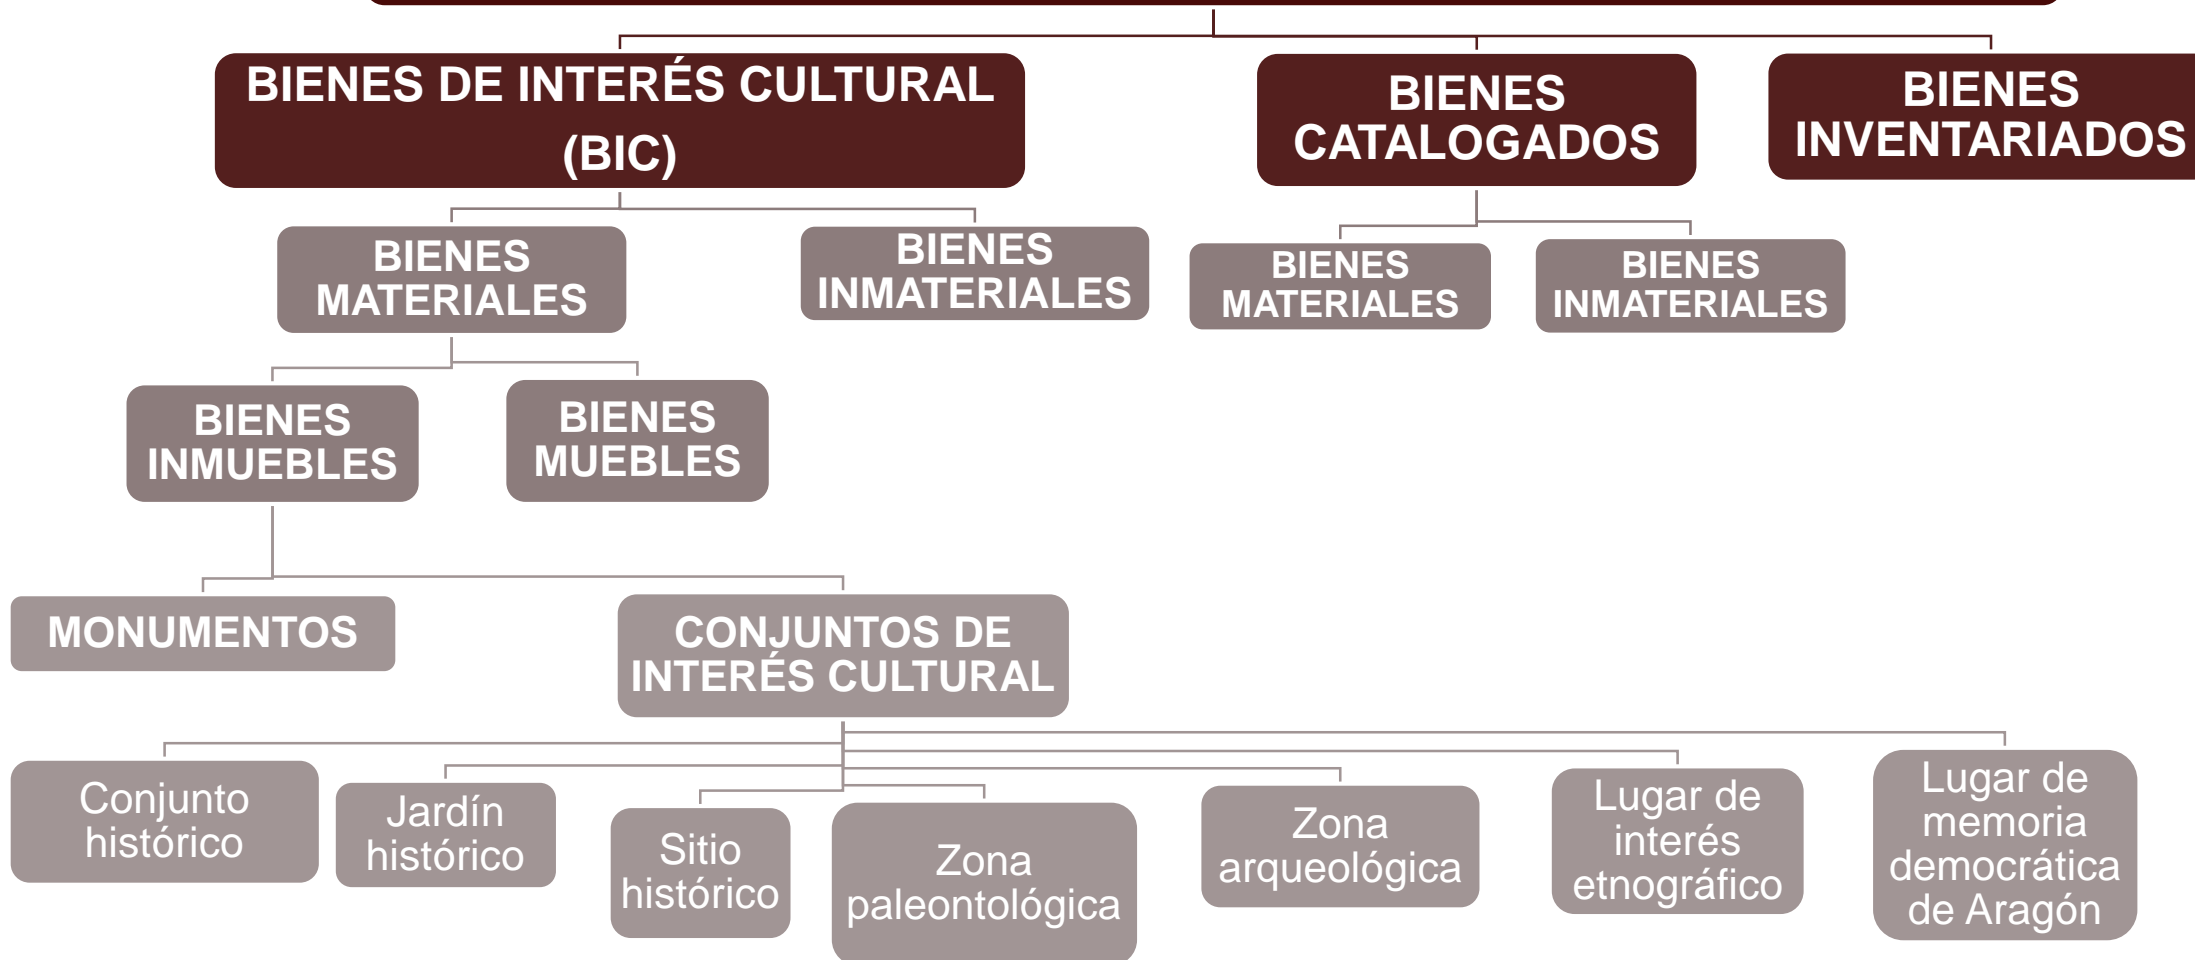 BIENES DE INTERÉS CULTURAL
(BIC)
BIENES
CATALOGADOS
BIENES
INVENTARIADOS
BIENES
MATERIALES
BIENES
INMATERIALES
BIENES
MATERIALES
BIENES
INMATERIALES
BIENES
INMUEBLES
BIENES
MUEBLES
MONUMENTOS
CONJUNTOS DE
INTERÉS CULTURAL
Conjunto
histórico
Jardín
histórico
Sitio
histórico
Zona
paleontológica
Zona
arqueológica
Lugar de
interés
etnográfico
Lugar de
memoria
democrática
de Aragón